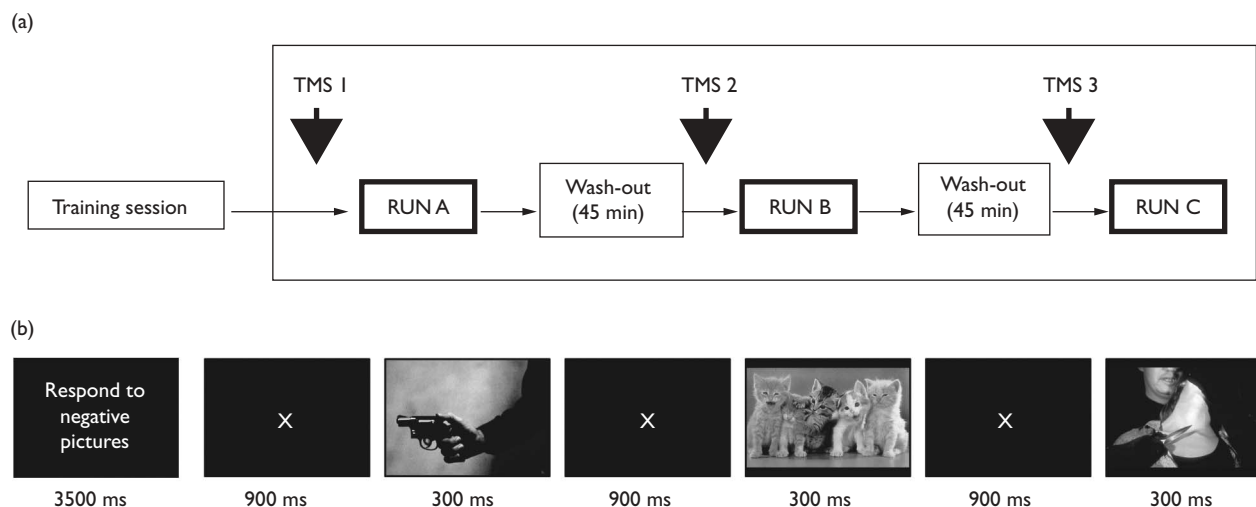 (a)
TMS 1
TMS 2
TMS 3
Training session
RUN A
Wash-out
(45 min)
RUN B
Wash-out
(45 min)
RUN C
(b)
Respond to
negative
pictures
X
X
X
3500 ms
900 ms
300 ms
900 ms
300 ms
900 ms
300 ms